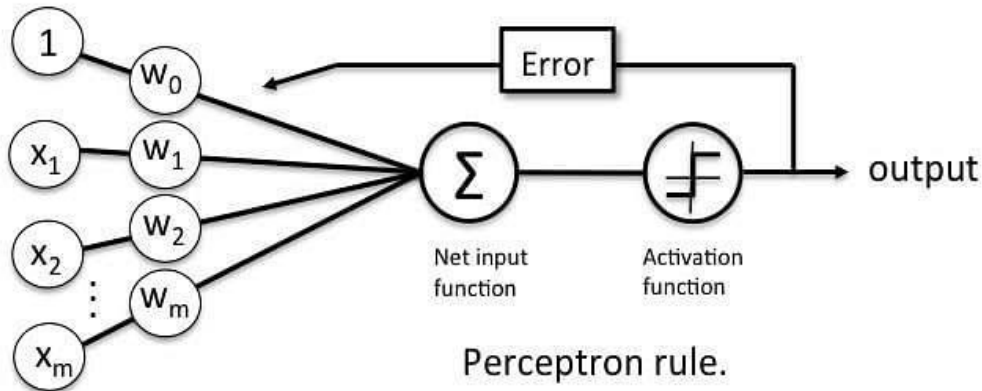 1
w0
Error
x1
w1
Σ
output
x2
w2
Net input
function
Activation
function
⋮
wm
xm
Perceptron rule.